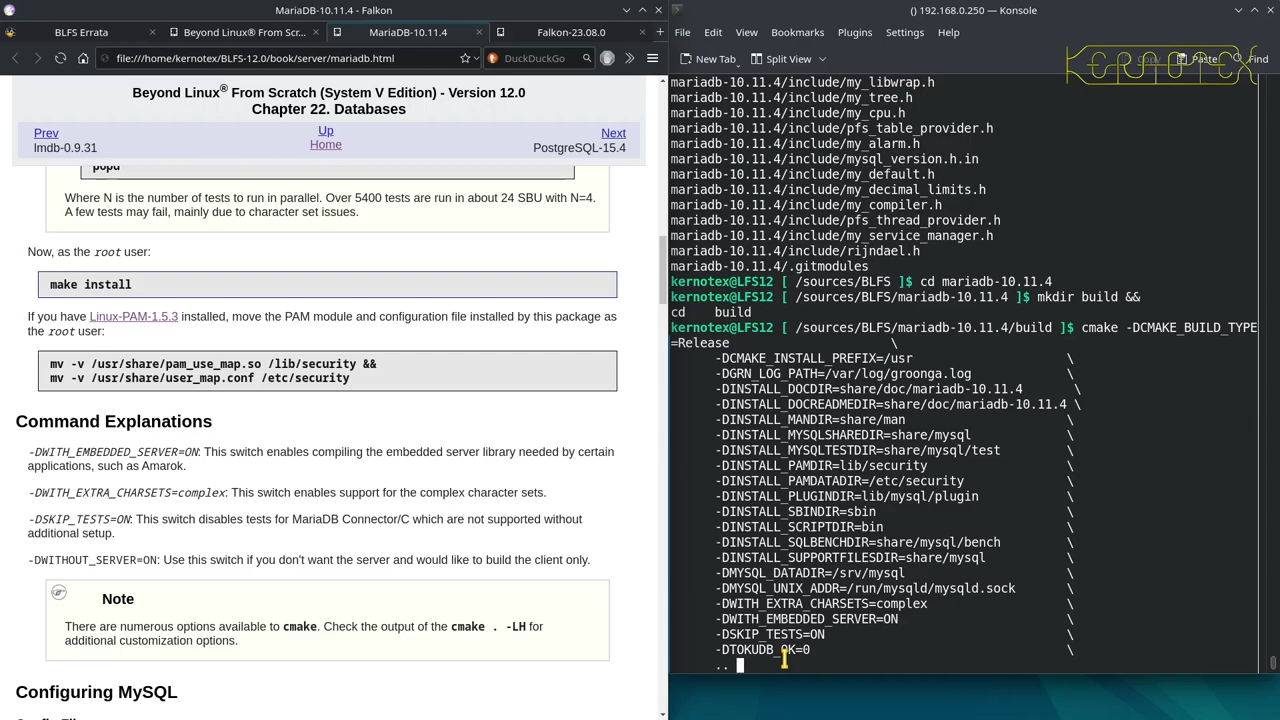 MariaDB-10.11.4 - Falkon
BLFS Errata
Beyond Linux® From Scr...
MariaDB-10.11.4
Falkon-23.08.0
file:///home/kernotex/BLFS-12.0/book/server/mariadb.html
DuckDuckGo
Beyond Linux® From Scratch (System V Edition) - Version 12.0
Chapter 22. Databases
Prev
Up
Next
lmdb-0.9.31
Home
PostgreSQL-15.4
popd
Where N is the number of tests to run in parallel. Over 5400 tests are run in about 24 SBU with N=4.
A few tests may fail, mainly due to character set issues.
Now, as the root user:
make install
If you have Linux-PAM-1.5.3 installed, move the PAM module and configuration file installed by this package as
the root user:
mv -v /usr/share/pam_use_map.so /lib/security &&
mv -v /usr/share/user_map.conf /etc/security
Command Explanations
-DWITH_EMBEDDED_SERVER=ON: This switch enables compiling the embedded server library needed by certain
applications, such as Amarok.
-DWITH_EXTRA_CHARSETS=complex: This switch enables support for the complex character sets.
-DSKIP_TESTS=ON: This switch disables tests for MariaDB Connector/C which are not supported without
additional setup.
-DWITHOUT_SERVER=ON: Use this switch if you don't want the server and would like to build the client only.
Note
There are numerous options available to cmake. Check the output of the cmake . -LH for
additional customization options.
Configuring MySQL
() 192.168.0.250 — Konsole
File Edit View Bookmarks Plugins Settings Help
New Tab Split View Copy Paste Find
KERNOTEX
mariadb-10.11.4/include/my_libwrap.h
mariadb-10.11.4/include/my_tree.h
mariadb-10.11.4/include/my_cpu.h
mariadb-10.11.4/include/pfs_table_provider.h
mariadb-10.11.4/include/my_alarm.h
mariadb-10.11.4/include/mysql_version.h.in
mariadb-10.11.4/include/my_default.h
mariadb-10.11.4/include/my_decimal_limits.h
mariadb-10.11.4/include/my_compiler.h
mariadb-10.11.4/include/pfs_thread_provider.h
mariadb-10.11.4/include/my_service_manager.h
mariadb-10.11.4/include/rijndael.h
mariadb-10.11.4/.gitmodules
kernotex@LFS12 [ /sources/BLFS ]$ cd mariadb-10.11.4
kernotex@LFS12 [ /sources/BLFS/mariadb-10.11.4 ]$ mkdir build &&
cd    build
kernotex@LFS12 [ /sources/BLFS/mariadb-10.11.4/build ]$ cmake -DCMAKE_BUILD_TYPE
=Release                      \
-DCMAKE_INSTALL_PREFIX=/usr                     \
-DGRN_LOG_PATH=/var/log/groonga.log             \
-DINSTALL_DOCDIR=share/doc/mariadb-10.11.4       \
-DINSTALL_DOCREADMEDIR=share/doc/mariadb-10.11.4 \
-DINSTALL_MANDIR=share/man                      \
-DINSTALL_MYSQLSHAREDIR=share/mysql             \
-DINSTALL_MYSQLTESTDIR=share/mysql/test         \
-DINSTALL_PAMDIR=lib/security                   \
-DINSTALL_PAMDATADIR=/etc/security              \
-DINSTALL_PLUGINDIR=lib/mysql/plugin            \
-DINSTALL_SBINDIR=sbin                          \
-DINSTALL_SCRIPTDIR=bin                         \
-DINSTALL_SQLBENCHDIR=share/mysql/bench         \
-DINSTALL_SUPPORTFILESDIR=share/mysql           \
-DMYSQL_DATADIR=/srv/mysql                      \
-DMYSQL_UNIX_ADDR=/run/mysqld/mysqld.sock       \
-DWITH_EXTRA_CHARSETS=complex                   \
-DWITH_EMBEDDED_SERVER=ON                       \
-DSKIP_TESTS=ON                                 \
-DTOKUDB_OK=0                                   \
..